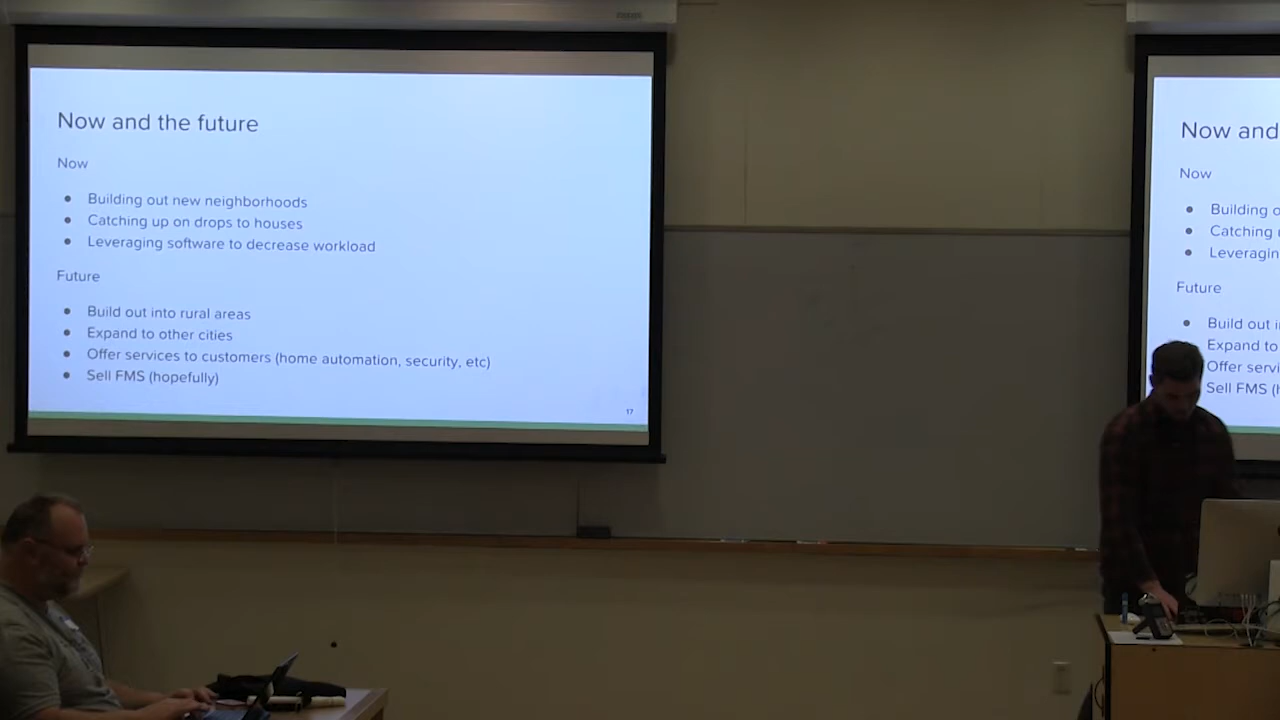 Now and the future
Now
● Building out new neighborhoods
● Catching up on drops to houses
● Leveraging software to decrease workload
Future
● Build out into rural areas
● Expand to other cities
● Offer services to customers (home automation, security, etc)
● Sell FMS (hopefully)
17
Now and
Now
● Building o
● Catching
● Leveragin
Future
● Build out i
Expand to
Offer servi
Sell FMS (